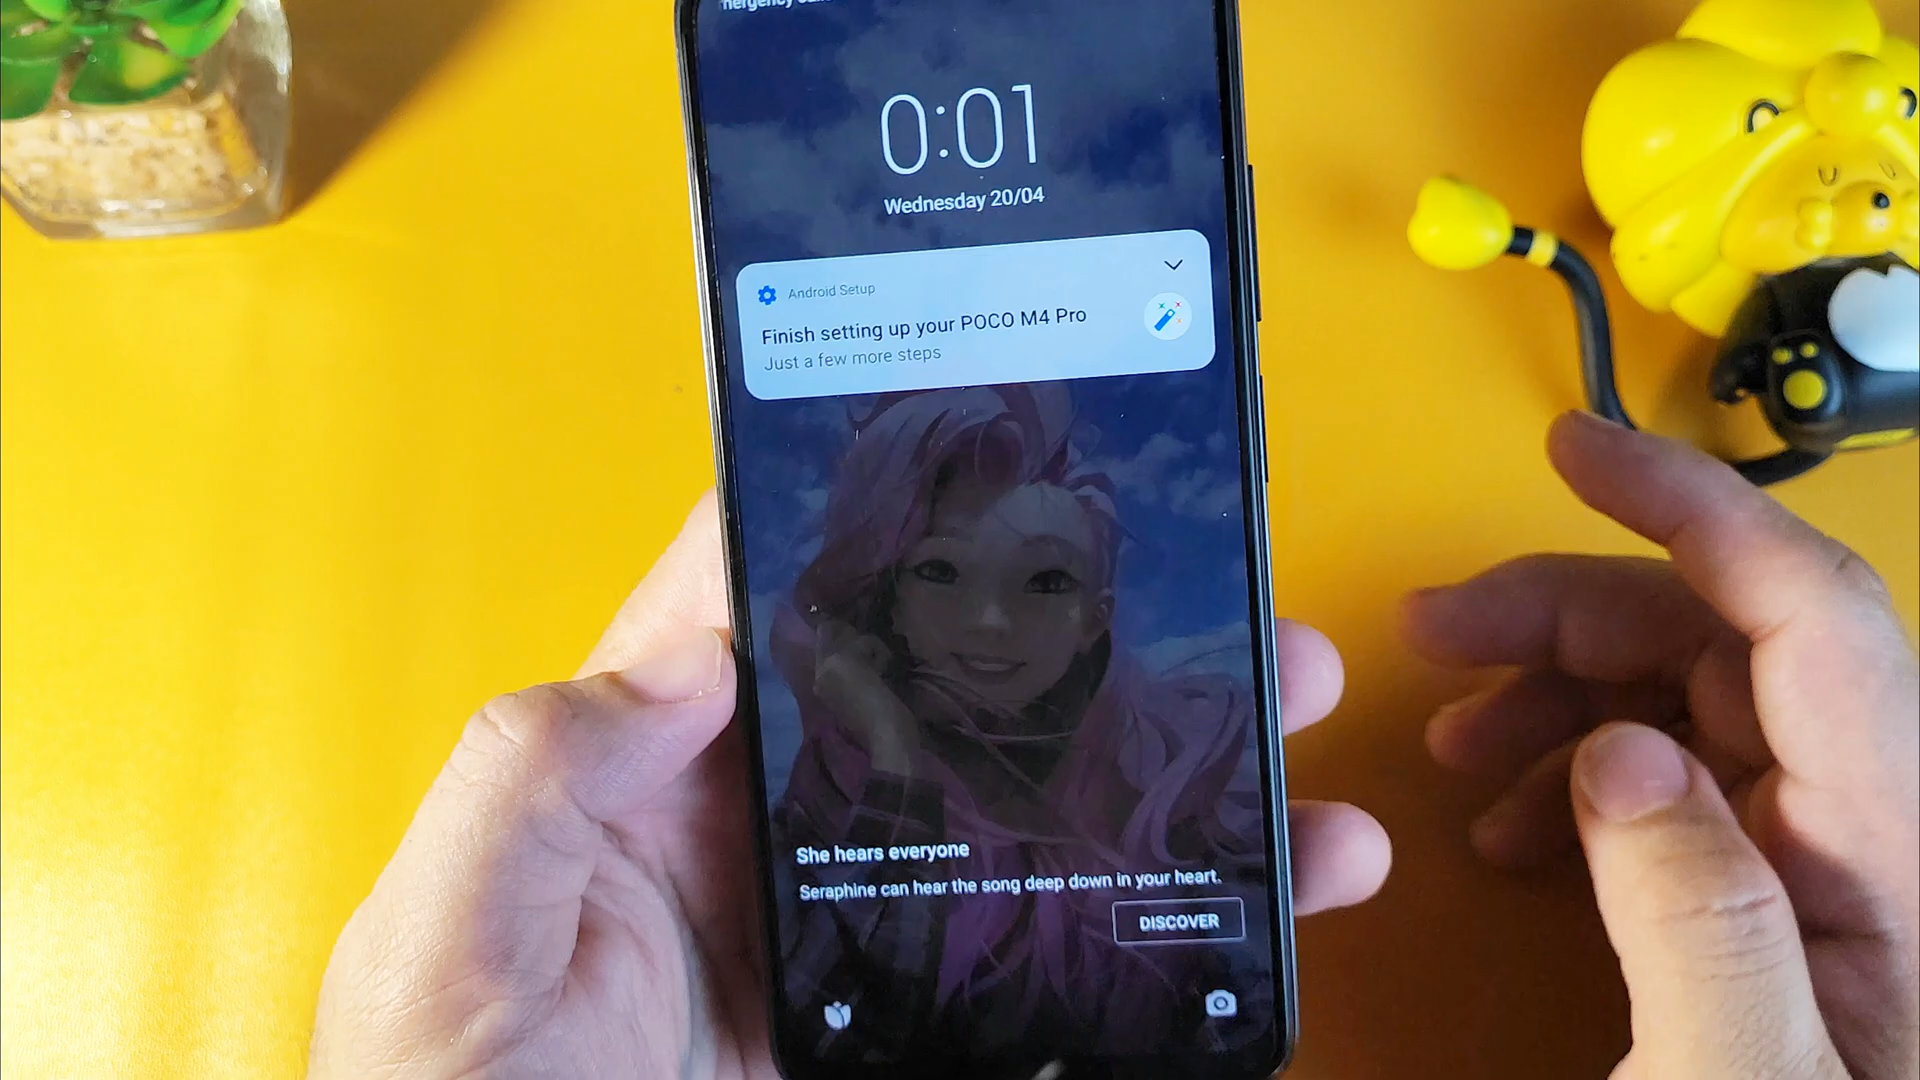 0:01
Wednesday 20/04
Android Setup
Finish setting up your POCO M4 Pro
Just a few more steps
She hears everyone
Seraphine can hear the song deep down in your heart.
DISCOVER